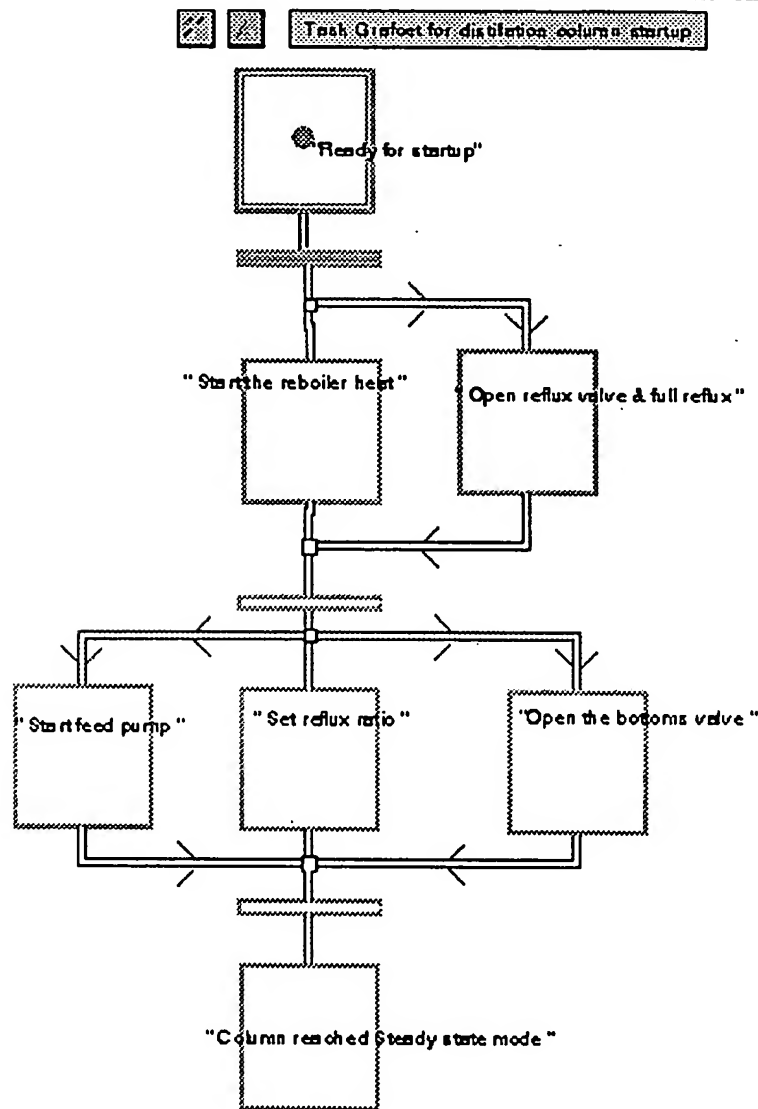 Task Grafcet for distillation column startup
"Ready for startup"
" Start the reboiler heat "
" Open reflux valve & full reflux "
" Start feed pump "
" Set reflux ratio "
"Open the bottoms valve "
"Column reached Steady state mode "